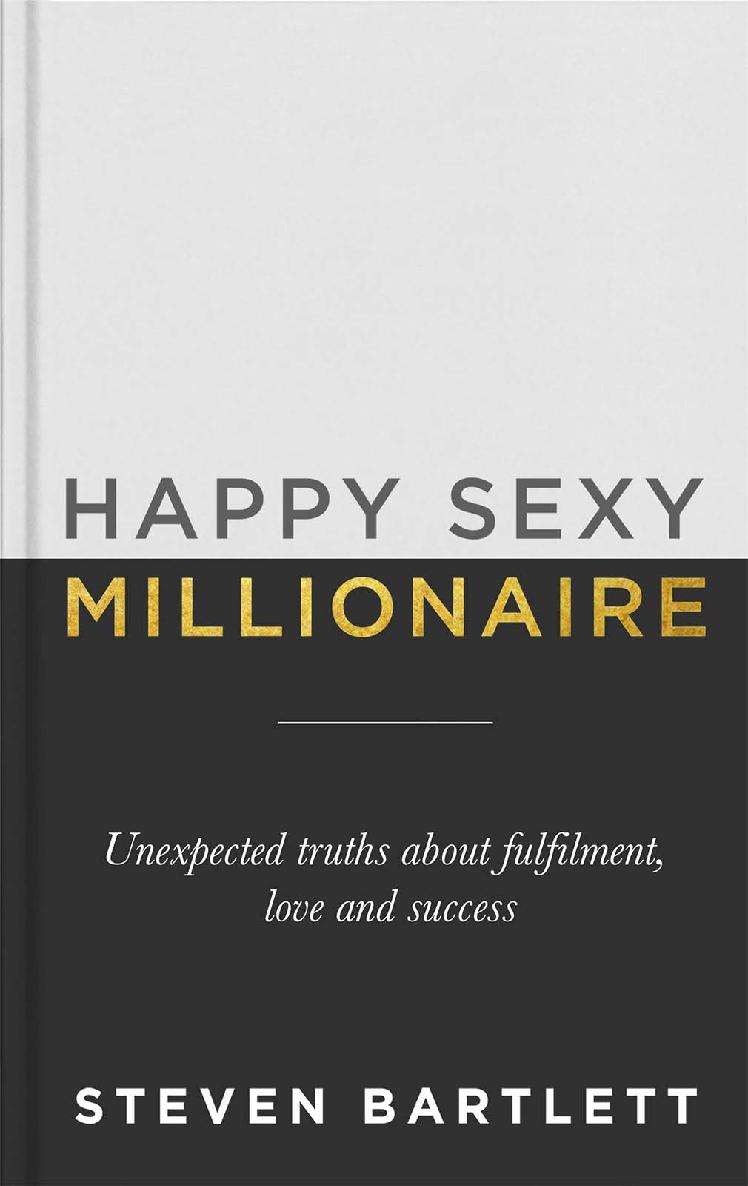 HAPPY SEXY
MILLIONAIRE
Unexpected truths about fulfilment,
love and success
STEVEN BARTLETT